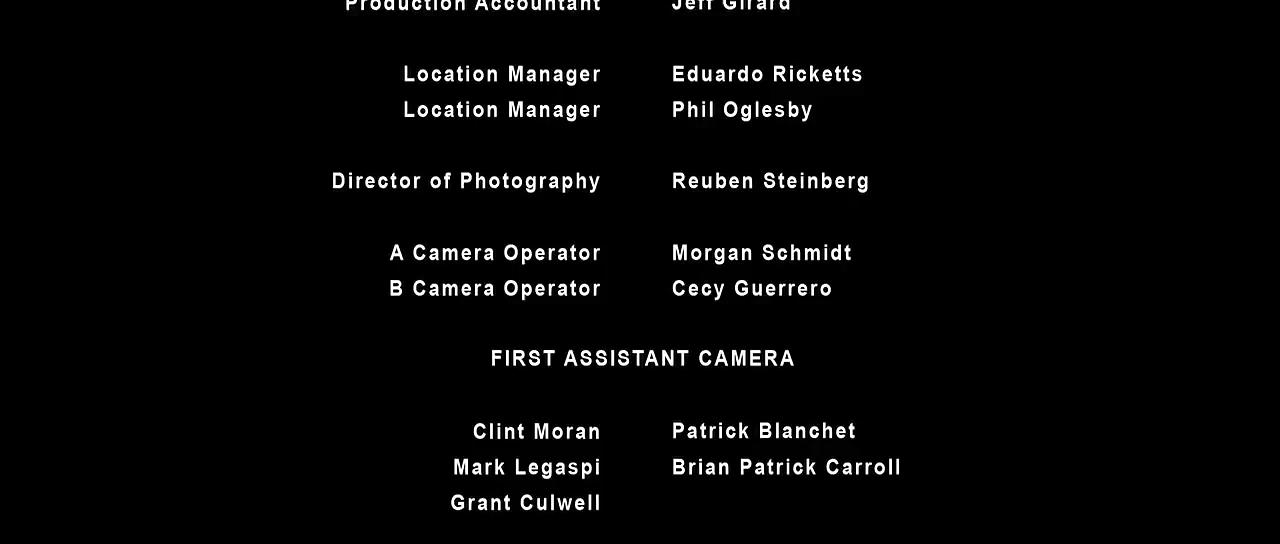 Production Accountant Jeff Girard
Location Manager Eduardo Ricketts
Location Manager Phil Oglesby
Director of Photography Reuben Steinberg
A Camera Operator Morgan Schmidt
B Camera Operator Cecy Guerrero
FIRST ASSISTANT CAMERA
Clint Moran Patrick Blanchet
Mark Legaspi Brian Patrick Carroll
Grant Culwell